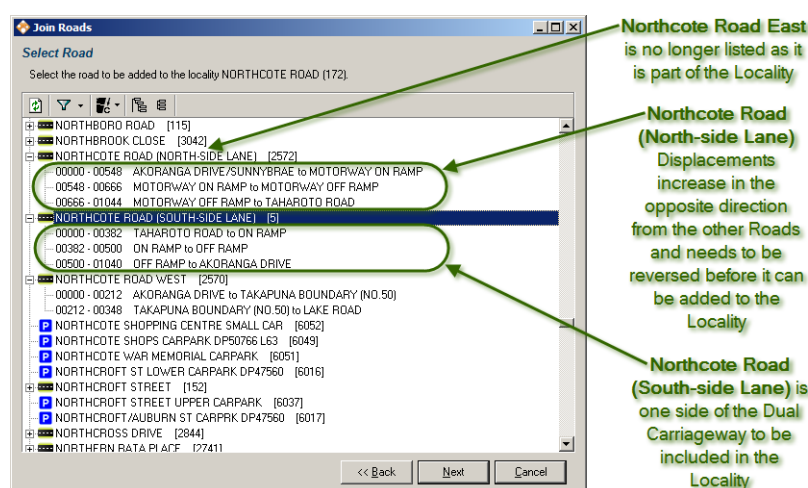 Join Roads
Select Road
Select the road to be added to the locality NORTHCOTE ROAD (172).
NORTHBORO ROAD [115]
NORTHBROOK CLOSE [3042]
NORTHCOTE ROAD (NORTH-SIDE LANE) [2572]
00000 - 00548 AKORANGA DRIVE/SUNNYBRAE to MOTORWAY ON RAMP
00548 - 00666 MOTORWAY ON RAMP to MOTORWAY OFF RAMP
00666 - 01044 MOTORWAY OFF RAMP to TAHAROTO ROAD
NORTHCOTE ROAD (SOUTH-SIDE LANE) [5]
00000 - 00382 TAHAROTO ROAD to ON RAMP
00382 - 00500 ON RAMP to OFF RAMP
00500 - 01040 OFF RAMP to AKORANGA DRIVE
NORTHCOTE ROAD WEST [2570]
00000 - 00212 AKORANGA DRIVE to TAKAPUNA BOUNDARY (NO.50)
00212 - 00348 TAKAPUNA BOUNDARY (NO.50) to LAKE ROAD
P NORTHCOTE SHOPPING CENTRE SMALL CAR [6052]
P NORTHCOTE SHOPS CARPARK DP50766 L63 [6049]
P NORTHCOTE WAR MEMORIAL CARPARK [6051]
P NORTHCROFT ST LOWER CARPARK DP47560 [6016]
NORTHCROFT STREET [152]
P NORTHCROFT STREET UPPER CARPARK [6037]
P NORTHCROFT/AUBURN ST CARPRK DP47560 [6017]
NORTHCROSS DRIVE [2844]
NORTHERN RATA PLACE [2741]
<< Back Next Cancel
Northcote Road East
is no longer listed as it
is part of the Locality
Northcote Road
(North-side Lane)
Displacements
increase in the
opposite direction
from the other Roads
and needs to be
reversed before it can
be added to the
Locality
Northcote Road
(South-side Lane) is
one side of the Dual
Carriageway to be
included in the
Locality